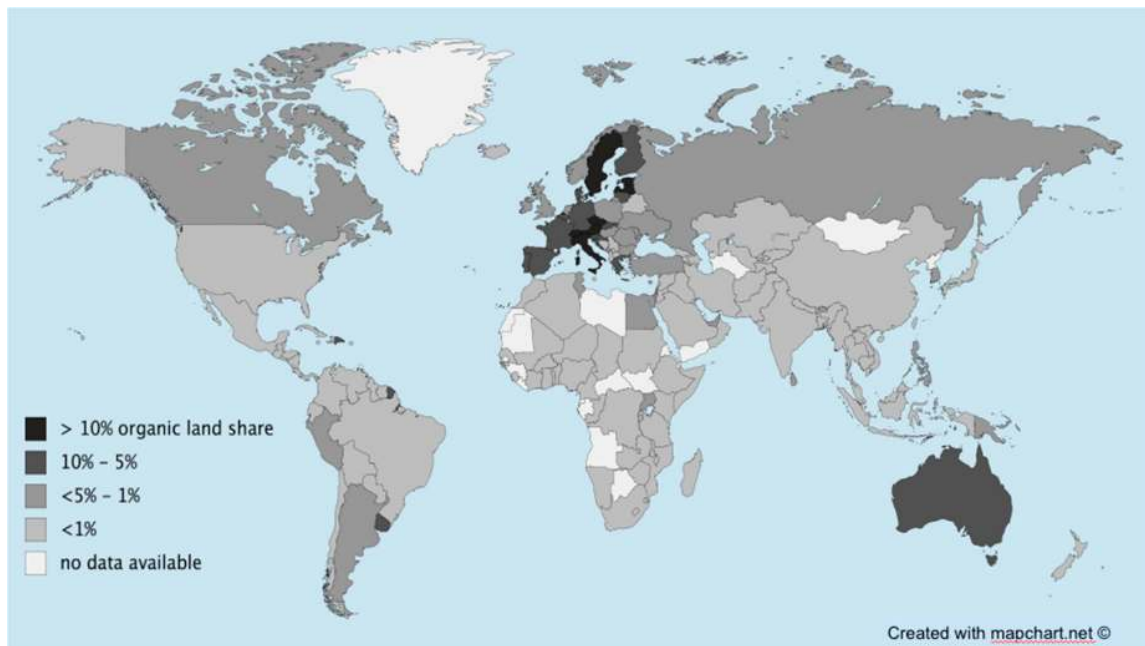 > 10% organic land share
10% – 5%
<5% – 1%
<1%
no data available
Created with mapchart.net ©